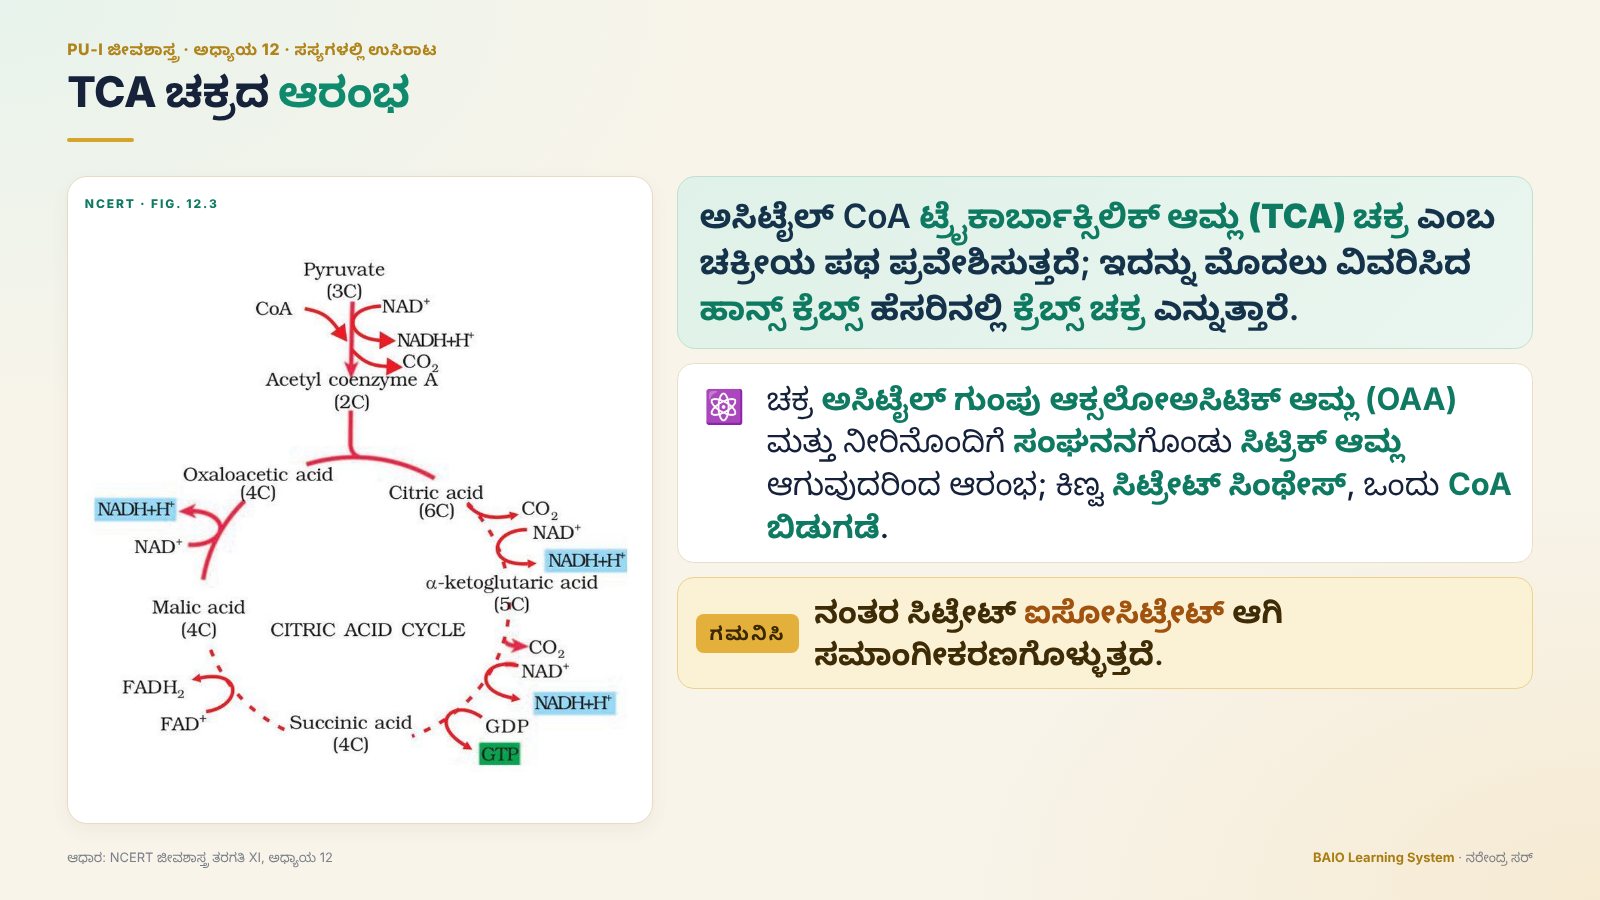 PU-I ಜೀವಶಾಸ್ತ್ರ · ಅಧ್ಯಾಯ 12 · ಸಸ್ಯಗಳಲ್ಲಿ ಉಸಿರಾಟ
TCA ಚಕ್ರದ ಆರಂಭ
NCERT · FIG. 12.3
Pyruvate
(3C)
CoA
NAD⁺
NADH+H⁺
CO₂
Acetyl coenzyme A
(2C)
Oxaloacetic acid
(4C)
Citric acid
(6C)
NADH+H⁺
CO₂
NAD⁺
NAD⁺
NADH+H⁺
α-ketoglutaric acid
(5C)
Malic acid
(4C)
CITRIC ACID CYCLE
CO₂
NAD⁺
FADH₂
NADH+H⁺
FAD⁺
Succinic acid
(4C)
GDP
GTP
ಅಸಿಟೈಲ್ CoA ಟ್ರೈಕಾರ್ಬಾಕ್ಸಿಲಿಕ್ ಆಮ್ಲ (TCA) ಚಕ್ರ ಎಂಬ
ಚಕ್ರೀಯ ಪಥ ಪ್ರವೇಶಿಸುತ್ತದೆ; ಇದನ್ನು ಮೊದಲು ವಿವರಿಸಿದ
ಹಾನ್ಸ್ ಕ್ರೆಬ್ಸ್ ಹೆಸರಿನಲ್ಲಿ ಕ್ರೆಬ್ಸ್ ಚಕ್ರ ಎನ್ನುತ್ತಾರೆ.
ಚಕ್ರ ಅಸಿಟೈಲ್ ಗುಂಪು ಆಕ್ಸಲೋಅಸಿಟಿಕ್ ಆಮ್ಲ (OAA)
ಮತ್ತು ನೀರಿನೊಂದಿಗೆ ಸಂಘನನಗೊಂಡು ಸಿಟ್ರಿಕ್ ಆಮ್ಲ
ಆಗುವುದರಿಂದ ಆರಂಭ; ಕಿಣ್ವ ಸಿಟ್ರೇಟ್ ಸಿಂಥೇಸ್, ಒಂದು CoA
ಬಿಡುಗಡೆ.
ಗಮನಿಸಿ
ನಂತರ ಸಿಟ್ರೇಟ್ ಐಸೋಸಿಟ್ರೇಟ್ ಆಗಿ
ಸಮಾಂಗೀಕರಣಗೊಳ್ಳುತ್ತದೆ.
ಆಧಾರ: NCERT ಜೀವಶಾಸ್ತ್ರ ತರಗತಿ XI, ಅಧ್ಯಾಯ 12
BAIO Learning System · ನರೇಂದ್ರ ಸರ್